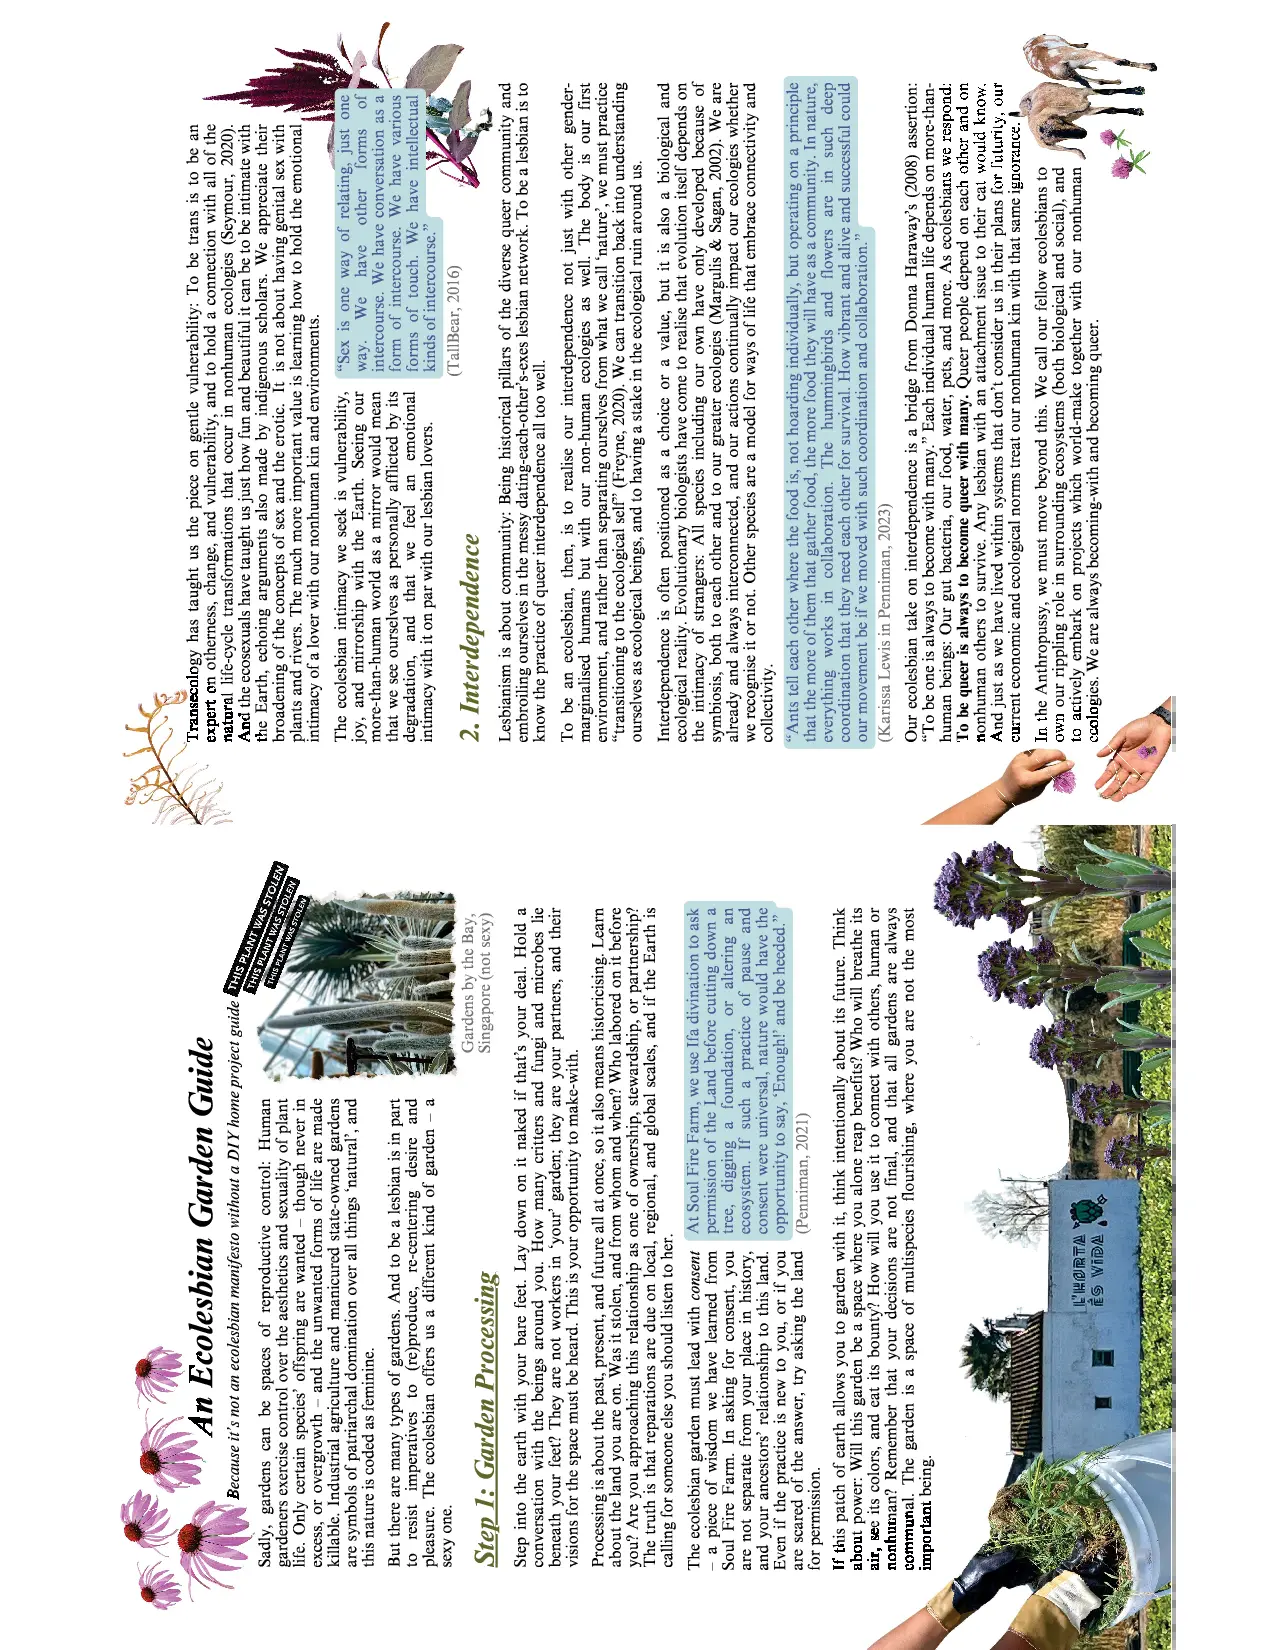 An Ecolesbian Garden Guide
Because it's not an ecolesbian manifesto without a DIY home project guide
THIS PLANT WAS STOLEN
THIS PLANT WAS STOLEN
THIS PLANT WAS STOLEN
Sadly, gardens can be spaces of reproductive control: Human
gardeners exercise control over the aesthetics and sexuality of plant
life. Only certain species' offspring are wanted – though never in
excess, or overgrowth – and the unwanted forms of life are made
killable. Industrial agriculture and manicured state-owned gardens
are symbols of patriarchal domination over all things 'natural', and
this nature is coded as feminine.
But there are many types of gardens. And to be a lesbian is in part
to resist imperatives to (re)produce, re-centering desire and
pleasure. The ecolesbian offers us a different kind of garden – a
sexy one.
Gardens by the Bay,
Singapore (not sexy)
Step 1: Garden Processing
Step into the earth with your bare feet. Lay down on it naked if that's your deal. Hold a
conversation with the beings around you. How many critters and fungi and microbes lie
beneath your feet? They are not workers in 'your' garden; they are your partners, and their
visions for the space must be heard. This is your opportunity to make-with.
Processing is about the past, present, and future all at once, so it also means historicising. Learn
about the land you are on. Was it stolen, and from whom and when? Who labored on it before
you? Are you approaching this relationship as one of ownership, stewardship, or partnership?
The truth is that reparations are due on local, regional, and global scales, and if the Earth is
calling for someone else you should listen to her.
The ecolesbian garden must lead with consent
– a piece of wisdom we have learned from
Soul Fire Farm. In asking for consent, you
are not separate from your place in history,
and your ancestors' relationship to this land.
Even if the practice is new to you, or if you
are scared of the answer, try asking the land
for permission.
At Soul Fire Farm, we use Ifa divination to ask
permission of the Land before cutting down a
tree, digging a foundation, or altering an
ecosystem. If such a practice of pause and
consent were universal, nature would have the
opportunity to say, 'Enough!' and be heeded."
(Penniman, 2021)
If this patch of earth allows you to garden with it, think intentionally about its future. Think
about power: Will this garden be a space where you alone reap benefits? Who will breathe its
air, see its colors, and eat its bounty? How will you use it to connect with others, human or
nonhuman? Remember that your decisions are not final, and that all gardens are always
communal. The garden is a space of multispecies flourishing, where you are not the most
important being.
L'HORTA
ÉS VIDA
Transecology has taught us the piece on gentle vulnerability: To be trans is to be an
expert on otherness, change, and vulnerability, and to hold a connection with all of the
natural life-cycle transformations that occur in nonhuman ecologies (Seymour, 2020).
And the ecosexuals have taught us just how fun and beautiful it can be to be intimate with
the Earth, echoing arguments also made by indigenous scholars. We appreciate their
broadening of the concepts of sex and the erotic. It is not about having genital sex with
plants and rivers. The much more important value is learning how to hold the emotional
intimacy of a lover with our nonhuman kin and environments.
The ecolesbian intimacy we seek is vulnerability,
joy, and mirrorship with the Earth. Seeing our
more-than-human world as a mirror would mean
that we see ourselves as personally afflicted by its
degradation, and that we feel an emotional
intimacy with it on par with our lesbian lovers.
"Sex is one way of relating, just one
way. We have other forms of
intercourse. We have conversation as a
form of intercourse. We have various
forms of touch. We have intellectual
kinds of intercourse."
(TallBear, 2016)
2. Interdependence
Lesbianism is about community: Being historical pillars of the diverse queer community and
embroiling ourselves in the messy dating-each-other's-exes lesbian network. To be a lesbian is to
know the practice of queer interdependence all too well.
To be an ecolesbian, then, is to realise our interdependence not just with other gender-
marginalised humans but with our non-human ecologies as well. The body is our first
environment, and rather than separating ourselves from what we call 'nature', we must practice
"transitioning to the ecological self" (Freyne, 2020). We can transition back into understanding
ourselves as ecological beings, and to having a stake in the ecological ruin around us.
Interdependence is often positioned as a choice or a value, but it is also a biological and
ecological reality. Evolutionary biologists have come to realise that evolution itself depends on
the intimacy of strangers: All species including our own have only developed because of
symbiosis, both to each other and to our greater ecologies (Margulis & Sagan, 2002). We are
already and always interconnected, and our actions continually impact our ecologies whether
we recognise it or not. Other species are a model for ways of life that embrace connectivity and
collectivity.
"Ants tell each other where the food is, not hoarding individually, but operating on a principle
that the more of them that gather food, the more food they will have as a community. In nature,
everything works in collaboration. The hummingbirds and flowers are in such deep
coordination that they need each other for survival. How vibrant and alive and successful could
our movement be if we moved with such coordination and collaboration."
(Karissa Lewis in Penniman, 2023)
Our ecolesbian take on interdependence is a bridge from Donna Haraway's (2008) assertion:
"To be one is always to become with many." Each individual human life depends on more-than-
human beings: Our gut bacteria, our food, water, pets, and more. As ecolesbians we respond:
To be queer is always to become queer with many. Queer people depend on each other and on
nonhuman others to survive. Any lesbian with an attachment issue to their cat would know.
And just as we have lived within systems that don't consider us in their plans for futurity, our
current economic and ecological norms treat our nonhuman kin with that same ignorance.
In the Anthropussy, we must move beyond this. We call our fellow ecolesbians to
own our rippling role in surrounding ecosystems (both biological and social), and
to actively embark on projects which world-make together with our nonhuman
ecologies. We are always becoming-with and becoming queer.